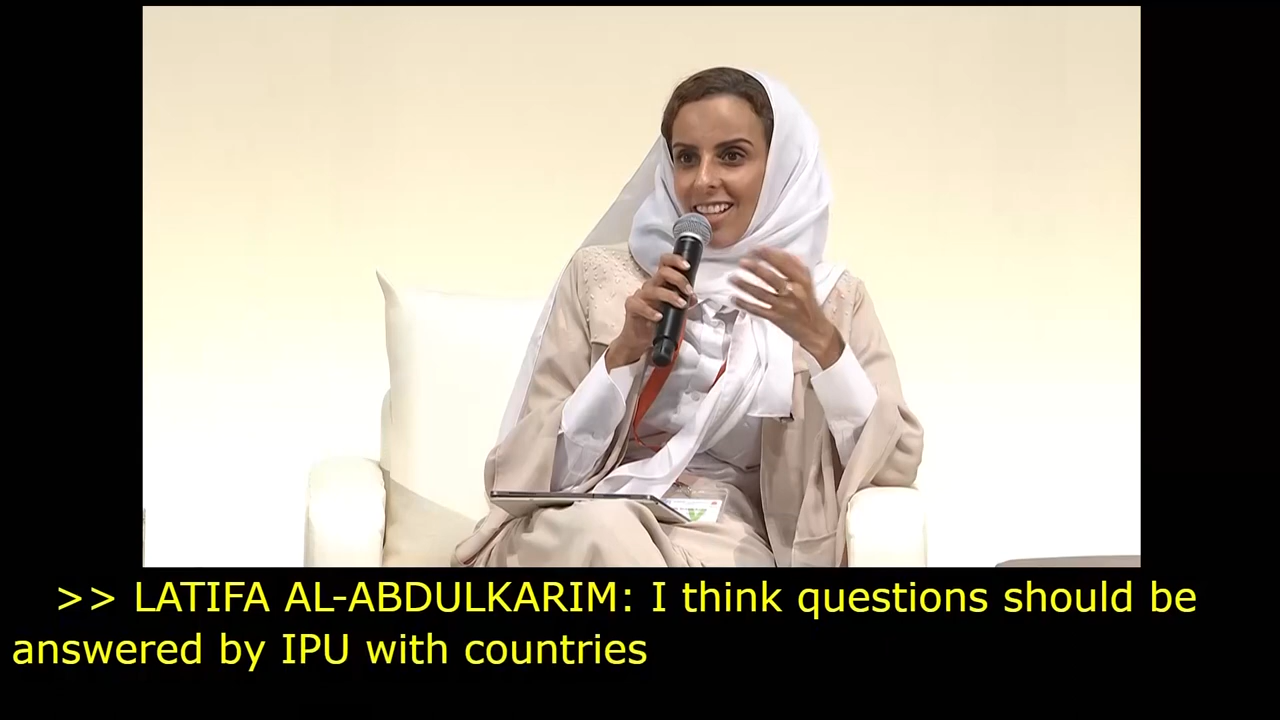 >> LATIFA AL-ABDULKARIM: I think questions should be
answered by IPU with countries